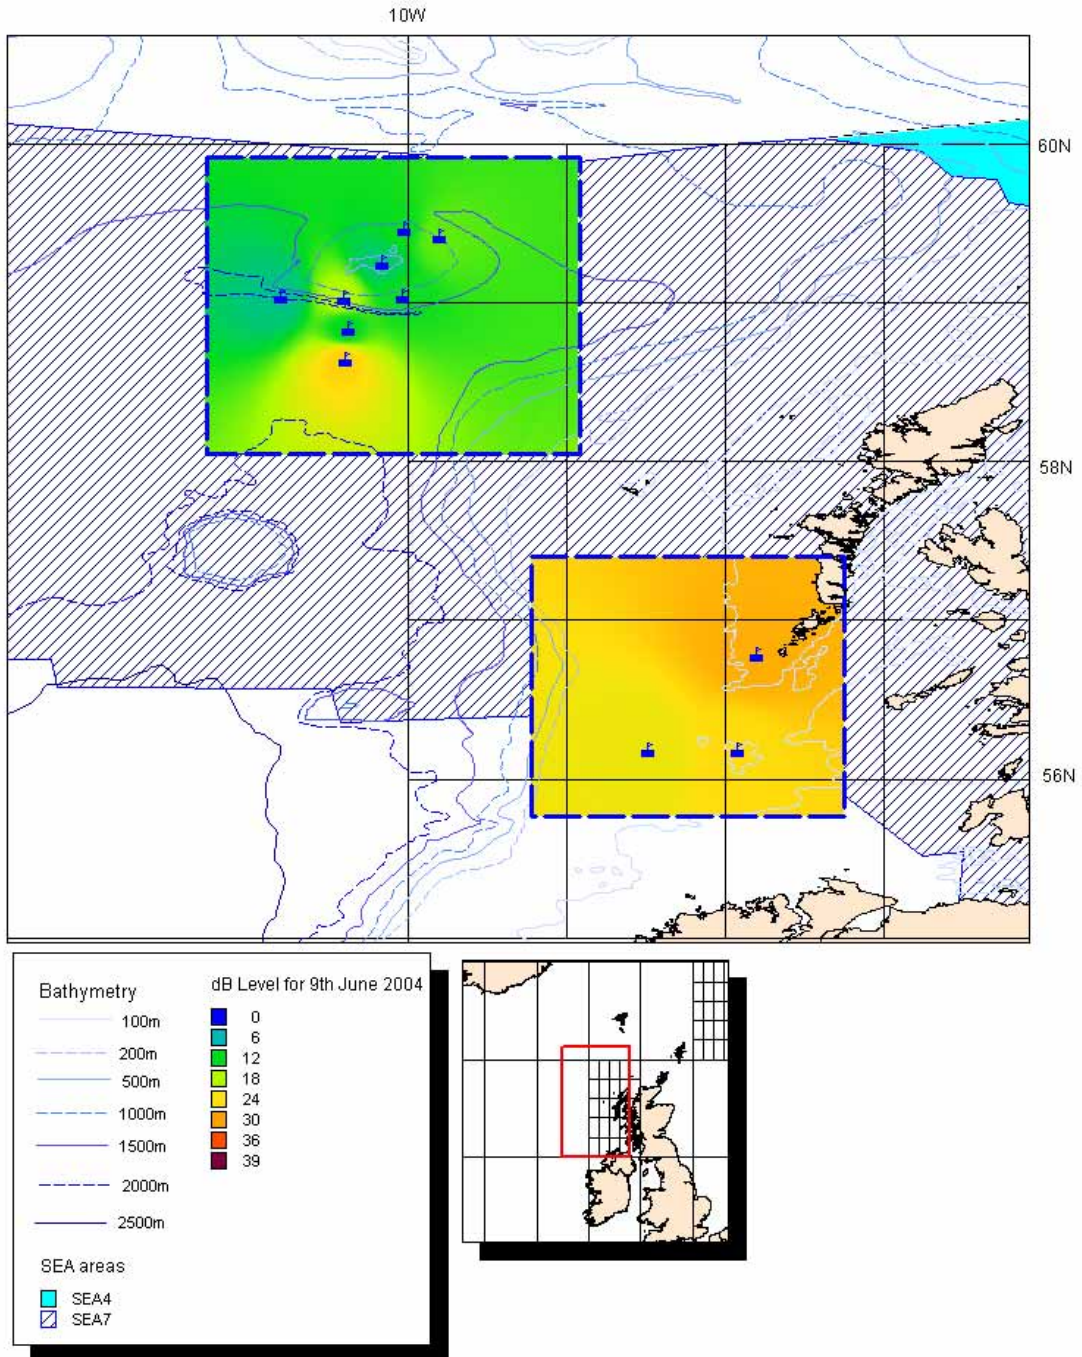 10W
60N
58N
56N
Bathymetry
100m
200m
500m
1000m
1500m
2000m
2500m
SEA areas
SEA4
SEA7
dB Level for 9th June 2004
0
6
12
18
24
30
36
39